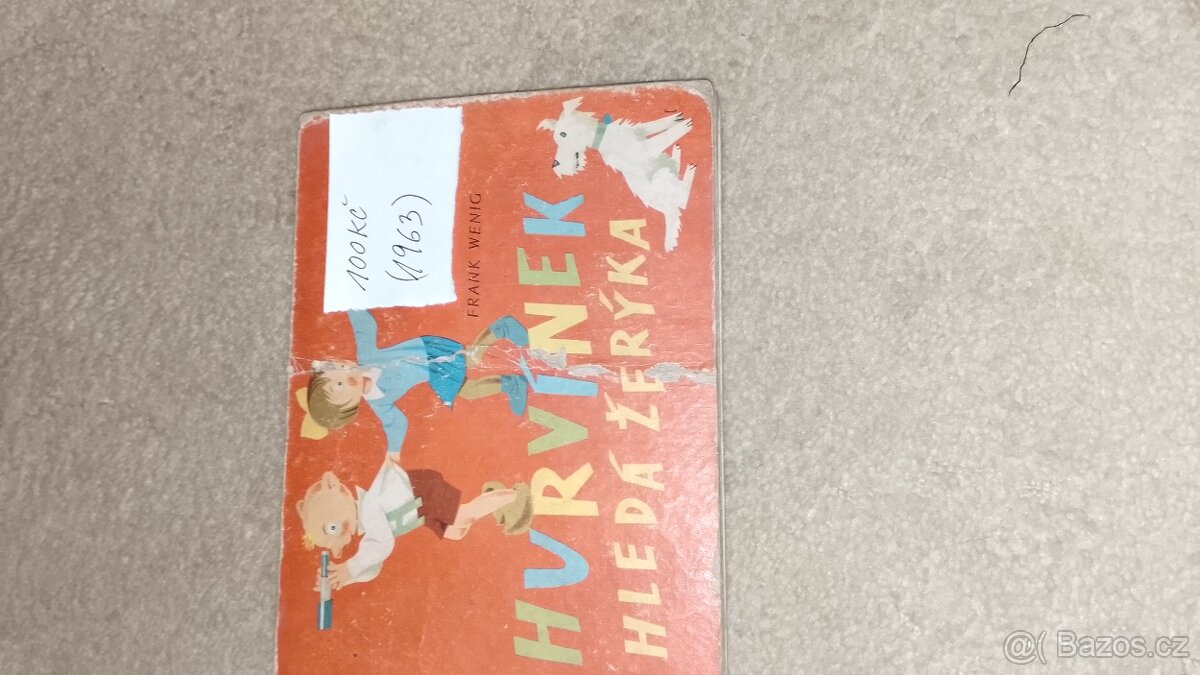 100KČ
(1963)
FRANK WENIG
HURVÍNEK
HLEDÁ ŽERÝKA
@( Bazos.cz